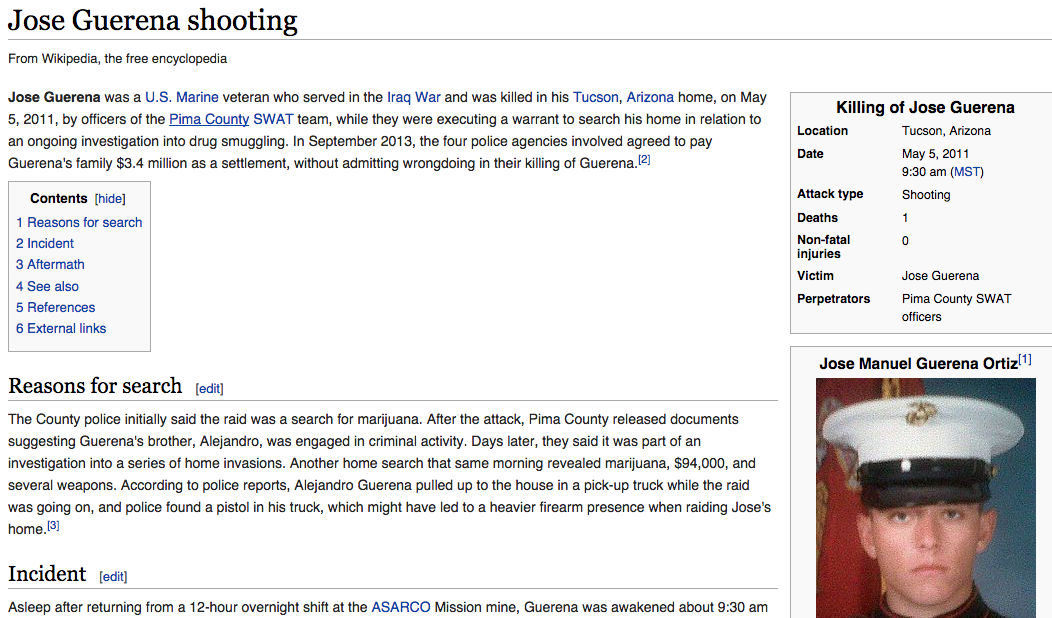 Jose Guerena shooting
From Wikipedia, the free encyclopedia
Jose Guerena was a U.S. Marine veteran who served in the Iraq War and was killed in his Tucson, Arizona home, on May
5, 2011, by officers of the Pima County SWAT team, while they were executing a warrant to search his home in relation to
an ongoing investigation into drug smuggling. In September 2013, the four police agencies involved agreed to pay
Guerena's family $3.4 million as a settlement, without admitting wrongdoing in their killing of Guerena.[2]
Contents [hide]
1 Reasons for search
2 Incident
3 Aftermath
4 See also
5 References
6 External links
Reasons for search [edit]
The County police initially said the raid was a search for marijuana. After the attack, Pima County released documents
suggesting Guerena's brother, Alejandro, was engaged in criminal activity. Days later, they said it was part of an
investigation into a series of home invasions. Another home search that same morning revealed marijuana, $94,000, and
several weapons. According to police reports, Alejandro Guerena pulled up to the house in a pick-up truck while the raid
was going on, and police found a pistol in his truck, which might have led to a heavier firearm presence when raiding Jose's
home.[3]
Incident [edit]
Asleep after returning from a 12-hour overnight shift at the ASARCO Mission mine, Guerena was awakened about 9:30 am
Killing of Jose Guerena
Location Tucson, Arizona
Date May 5, 2011
9:30 am (MST)
Attack type Shooting
Deaths 1
Non-fatal 0
injuries
Victim Jose Guerena
Perpetrators Pima County SWAT
officers
Jose Manuel Guerena Ortiz[1]